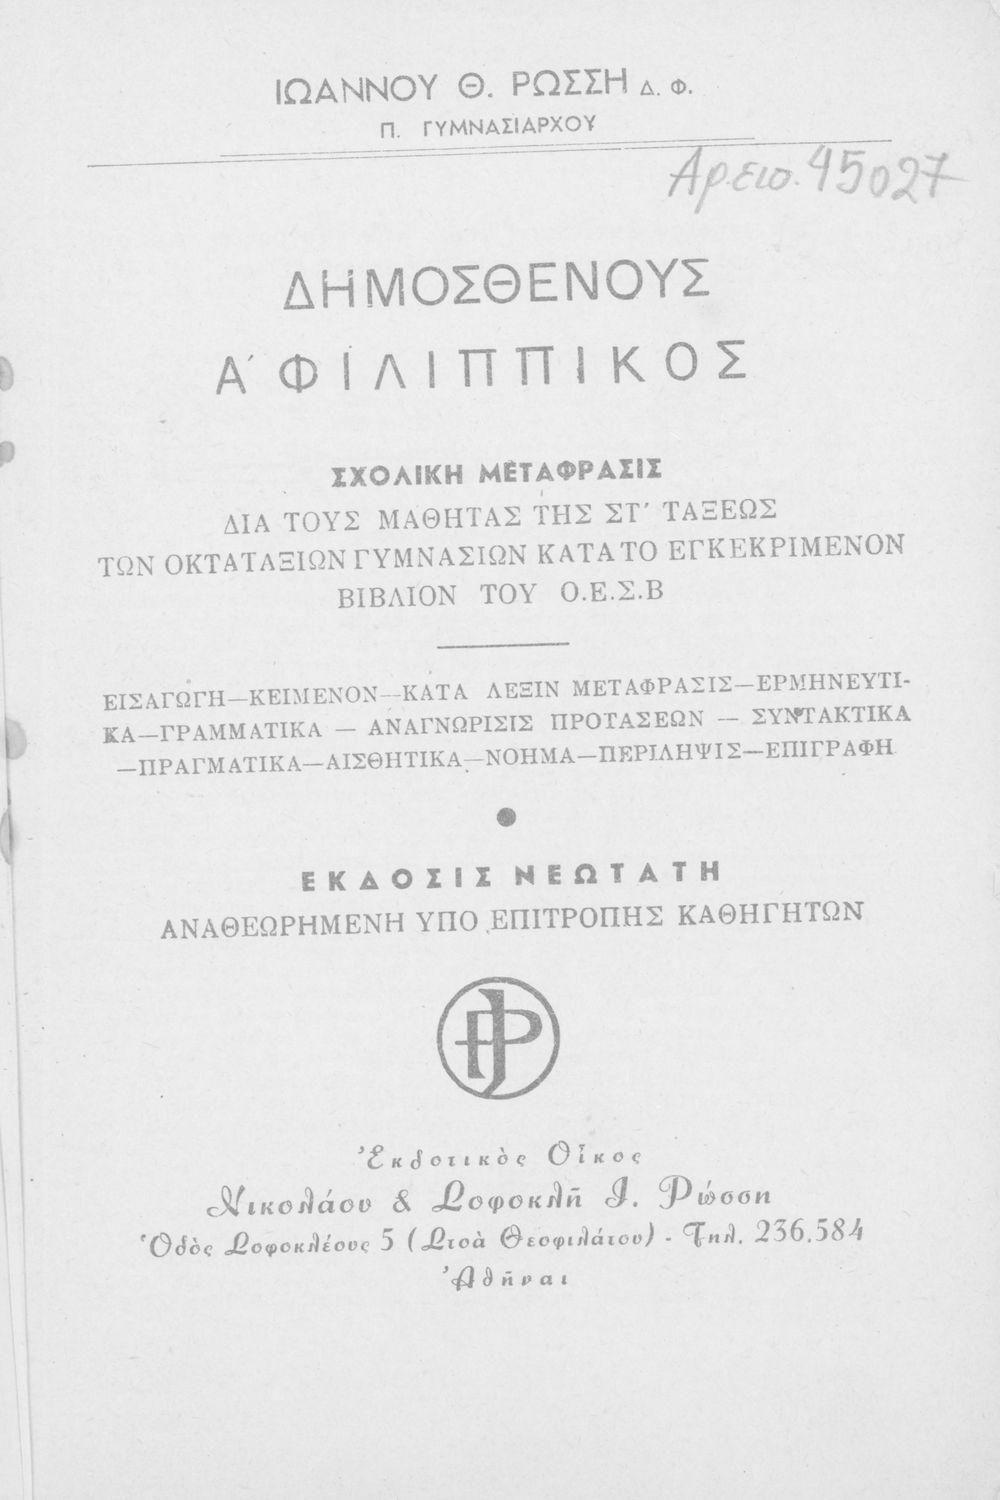 ΙΩΑΝΝΟΥ Θ. ΡΩΣΣΗ Δ. Φ.
Π. ΓΥΜΝΑΣΙΑΡΧΟΥ
Αρειο. 45027
ΔΗΜΟΣΘΕΝΟΥΣ
Α΄ ΦΙΛΙΠΠΙΚΟΣ
ΣΧΟΛΙΚΗ ΜΕΤΑΦΡΑΣΙΣ
ΔΙΑ ΤΟΥΣ ΜΑΘΗΤΑΣ ΤΗΣ ΣΤ΄ ΤΑΞΕΩΣ
ΤΩΝ ΟΚΤΑΤΑΞΙΩΝ ΓΥΜΝΑΣΙΩΝ ΚΑΤΑ ΤΟ ΕΓΚΕΚΡΙΜΕΝΟΝ
ΒΙΒΛΙΟΝ ΤΟΥ Ο.Ε.Σ.Β
ΕΙΣΑΓΩΓΗ—ΚΕΙΜΕΝΟΝ—ΚΑΤΑ ΛΕΞΙΝ ΜΕΤΑΦΡΑΣΙΣ—ΕΡΜΗΝΕΥΤΙ-
ΚΑ—ΓΡΑΜΜΑΤΙΚΑ — ΑΝΑΓΝΩΡΙΣΙΣ ΠΡΟΤΑΣΕΩΝ — ΣΥΝΤΑΚΤΙΚΑ
—ΠΡΑΓΜΑΤΙΚΑ—ΑΙΣΘΗΤΙΚΑ—ΝΟΗΜΑ—ΠΕΡΙΛΗΨΙΣ—ΕΠΙΓΡΑΦΗ
ΕΚΔΟΣΙΣ ΝΕΩΤΑΤΗ
ΑΝΑΘΕΩΡΗΜΕΝΗ ΥΠΟ ΕΠΙΤΡΟΠΗΣ ΚΑΘΗΓΗΤΩΝ
Ἐκδοτικὸς Οἶκος
Νικολάου & Σοφοκλῆ Ι. Ρώσση
Ὁδὸς Σοφοκλέους 5 (Στοὰ Θεοφιλάτου) - Τηλ. 236.584
Ἀθῆναι